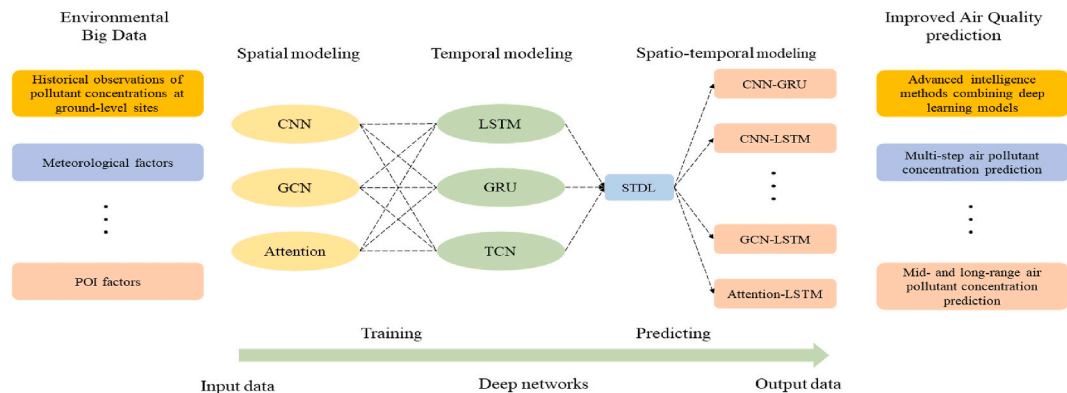 Environmental
Big Data
Historical observations of
pollutant concentrations at
ground-level sites
Meteorological factors
POI factors
Spatial modeling
CNN
GCN
Attention
Temporal modeling
LSTM
GRU
TCN
STDL
Spatio-temporal modeling
CNN-GRU
CNN-LSTM
GCN-LSTM
Attention-LSTM
Improved Air Quality
prediction
Advanced intelligence
methods combining deep
learning models
Multi-step air pollutant
concentration prediction
Mid- and long-range air
pollutant concentration
prediction
Training
Predicting
Input data
Deep networks
Output data